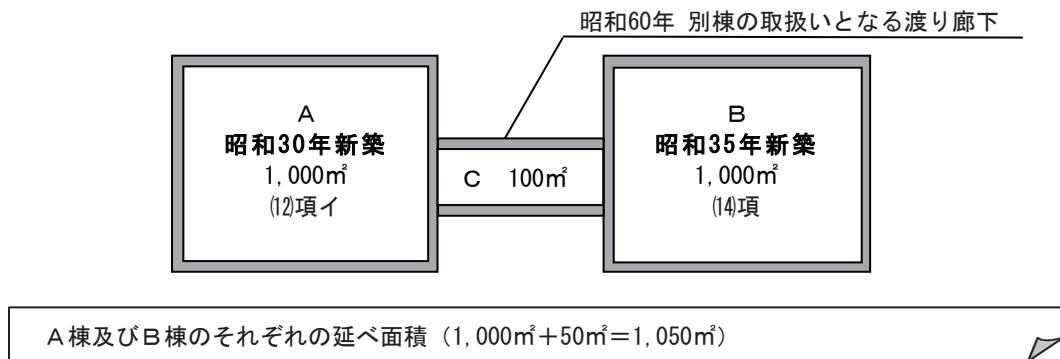 昭和60年 別棟の取扱いとなる渡り廊下
A
昭和30年新築
1,000㎡
⑿項イ
C 100㎡
B
昭和35年新築
1,000㎡
⒁項
A棟及びB棟のそれぞれの延べ面積(1,000㎡+50㎡=1,050㎡)